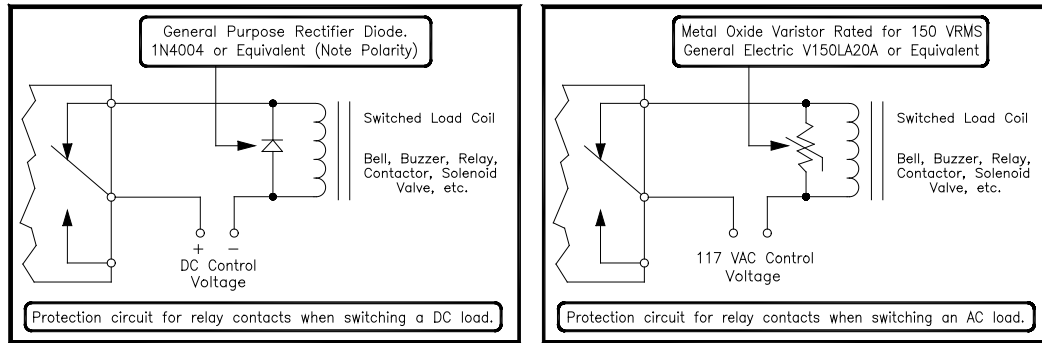 General Purpose Rectifier Diode.
1N4004 or Equivalent (Note Polarity)
Switched Load Coil
Bell, Buzzer, Relay,
Contactor, Solenoid
Valve, etc.
+ −
DC Control
Voltage
Protection circuit for relay contacts when switching a DC load.
Metal Oxide Varistor Rated for 150 VRMS
General Electric V150LA20A or Equivalent
Switched Load Coil
Bell, Buzzer, Relay,
Contactor, Solenoid
Valve, etc.
117 VAC Control
Voltage
Protection circuit for relay contacts when switching an AC load.